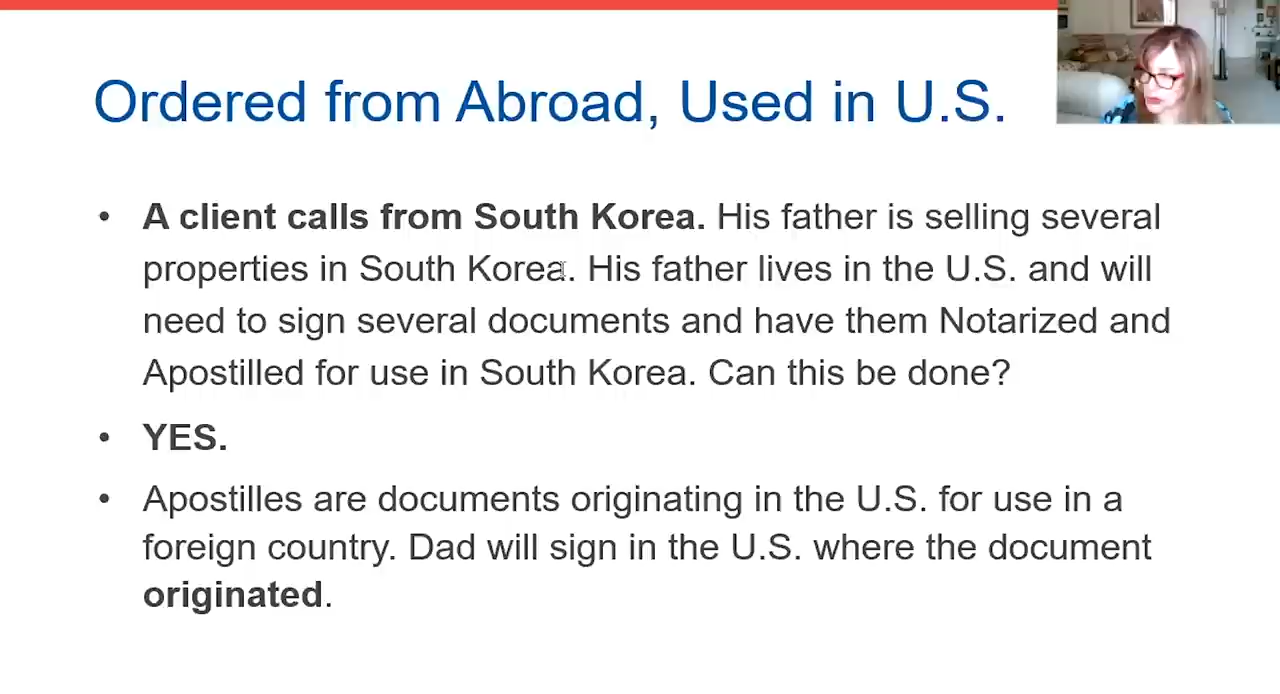 Ordered from Abroad, Used in U.S.
• A client calls from South Korea. His father is selling several
properties in South Korea. His father lives in the U.S. and will
need to sign several documents and have them Notarized and
Apostilled for use in South Korea. Can this be done?
• YES.
• Apostilles are documents originating in the U.S. for use in a
foreign country. Dad will sign in the U.S. where the document
originated.